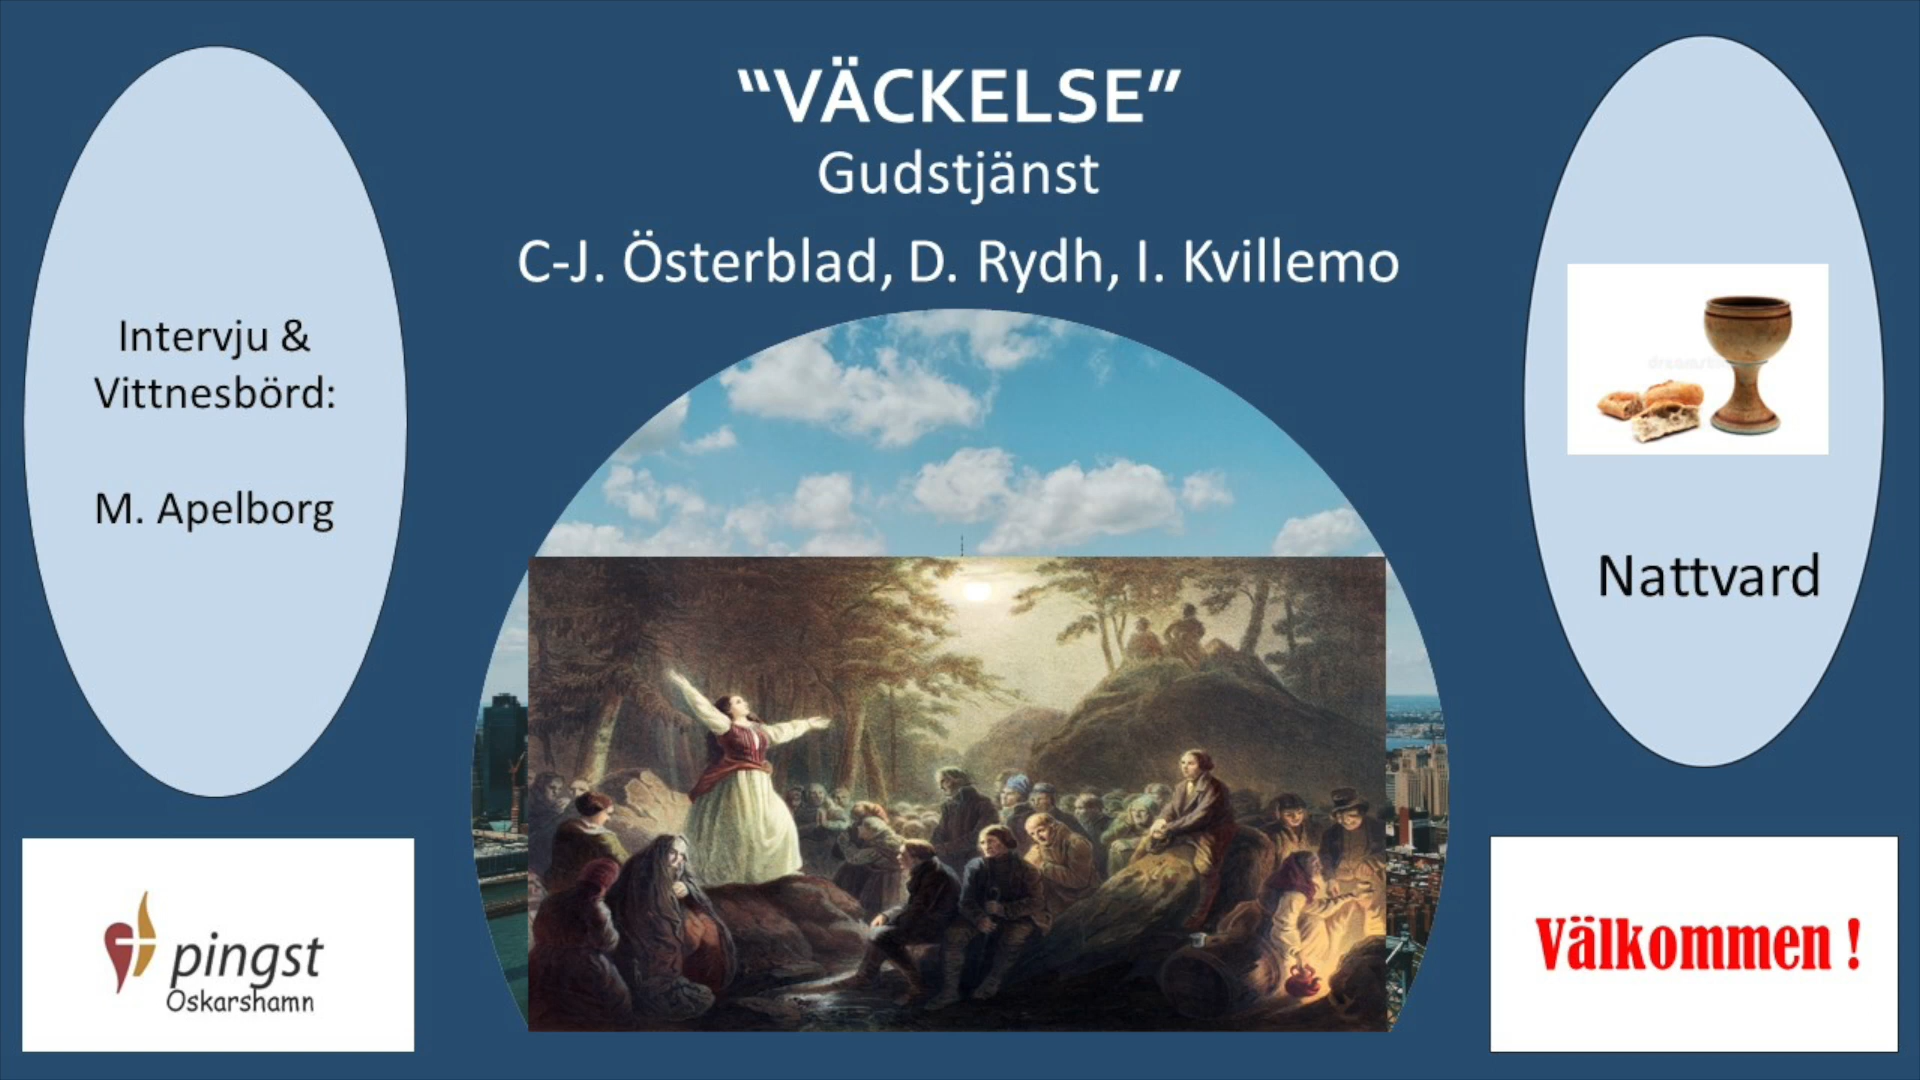 “VÄCKELSE”
Gudstjänst
C-J. Österblad, D. Rydh, I. Kvillemo
Intervju &
Vittnesbörd:
M. Apelborg
Nattvard
pingst
Oskarshamn
Välkommen !